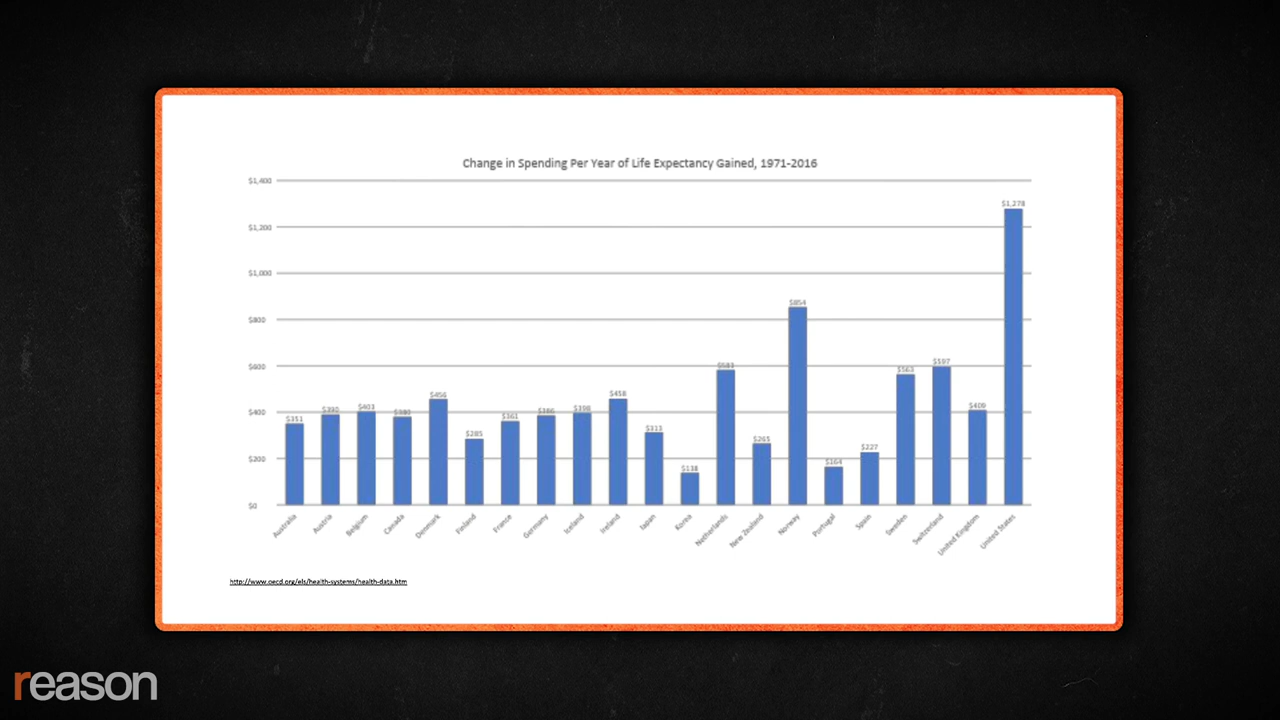 Change in Spending Per Year of Life Expectancy Gained, 1971-2016
$1,400
$1,200
$1,000
$800
$600
$400
$200
$0
$351
$390
$403
$380
$456
$285
$361
$386
$398
$458
$313
$138
$583
$265
$854
$164
$227
$563
$597
$409
$1,278
Australia
Austria
Belgium
Canada
Denmark
Finland
France
Germany
Iceland
Ireland
Japan
Korea
Netherlands
New Zealand
Norway
Portugal
Spain
Sweden
Switzerland
United Kingdom
United States
http://www.oecd.org/els/health-systems/health-data.htm
reason